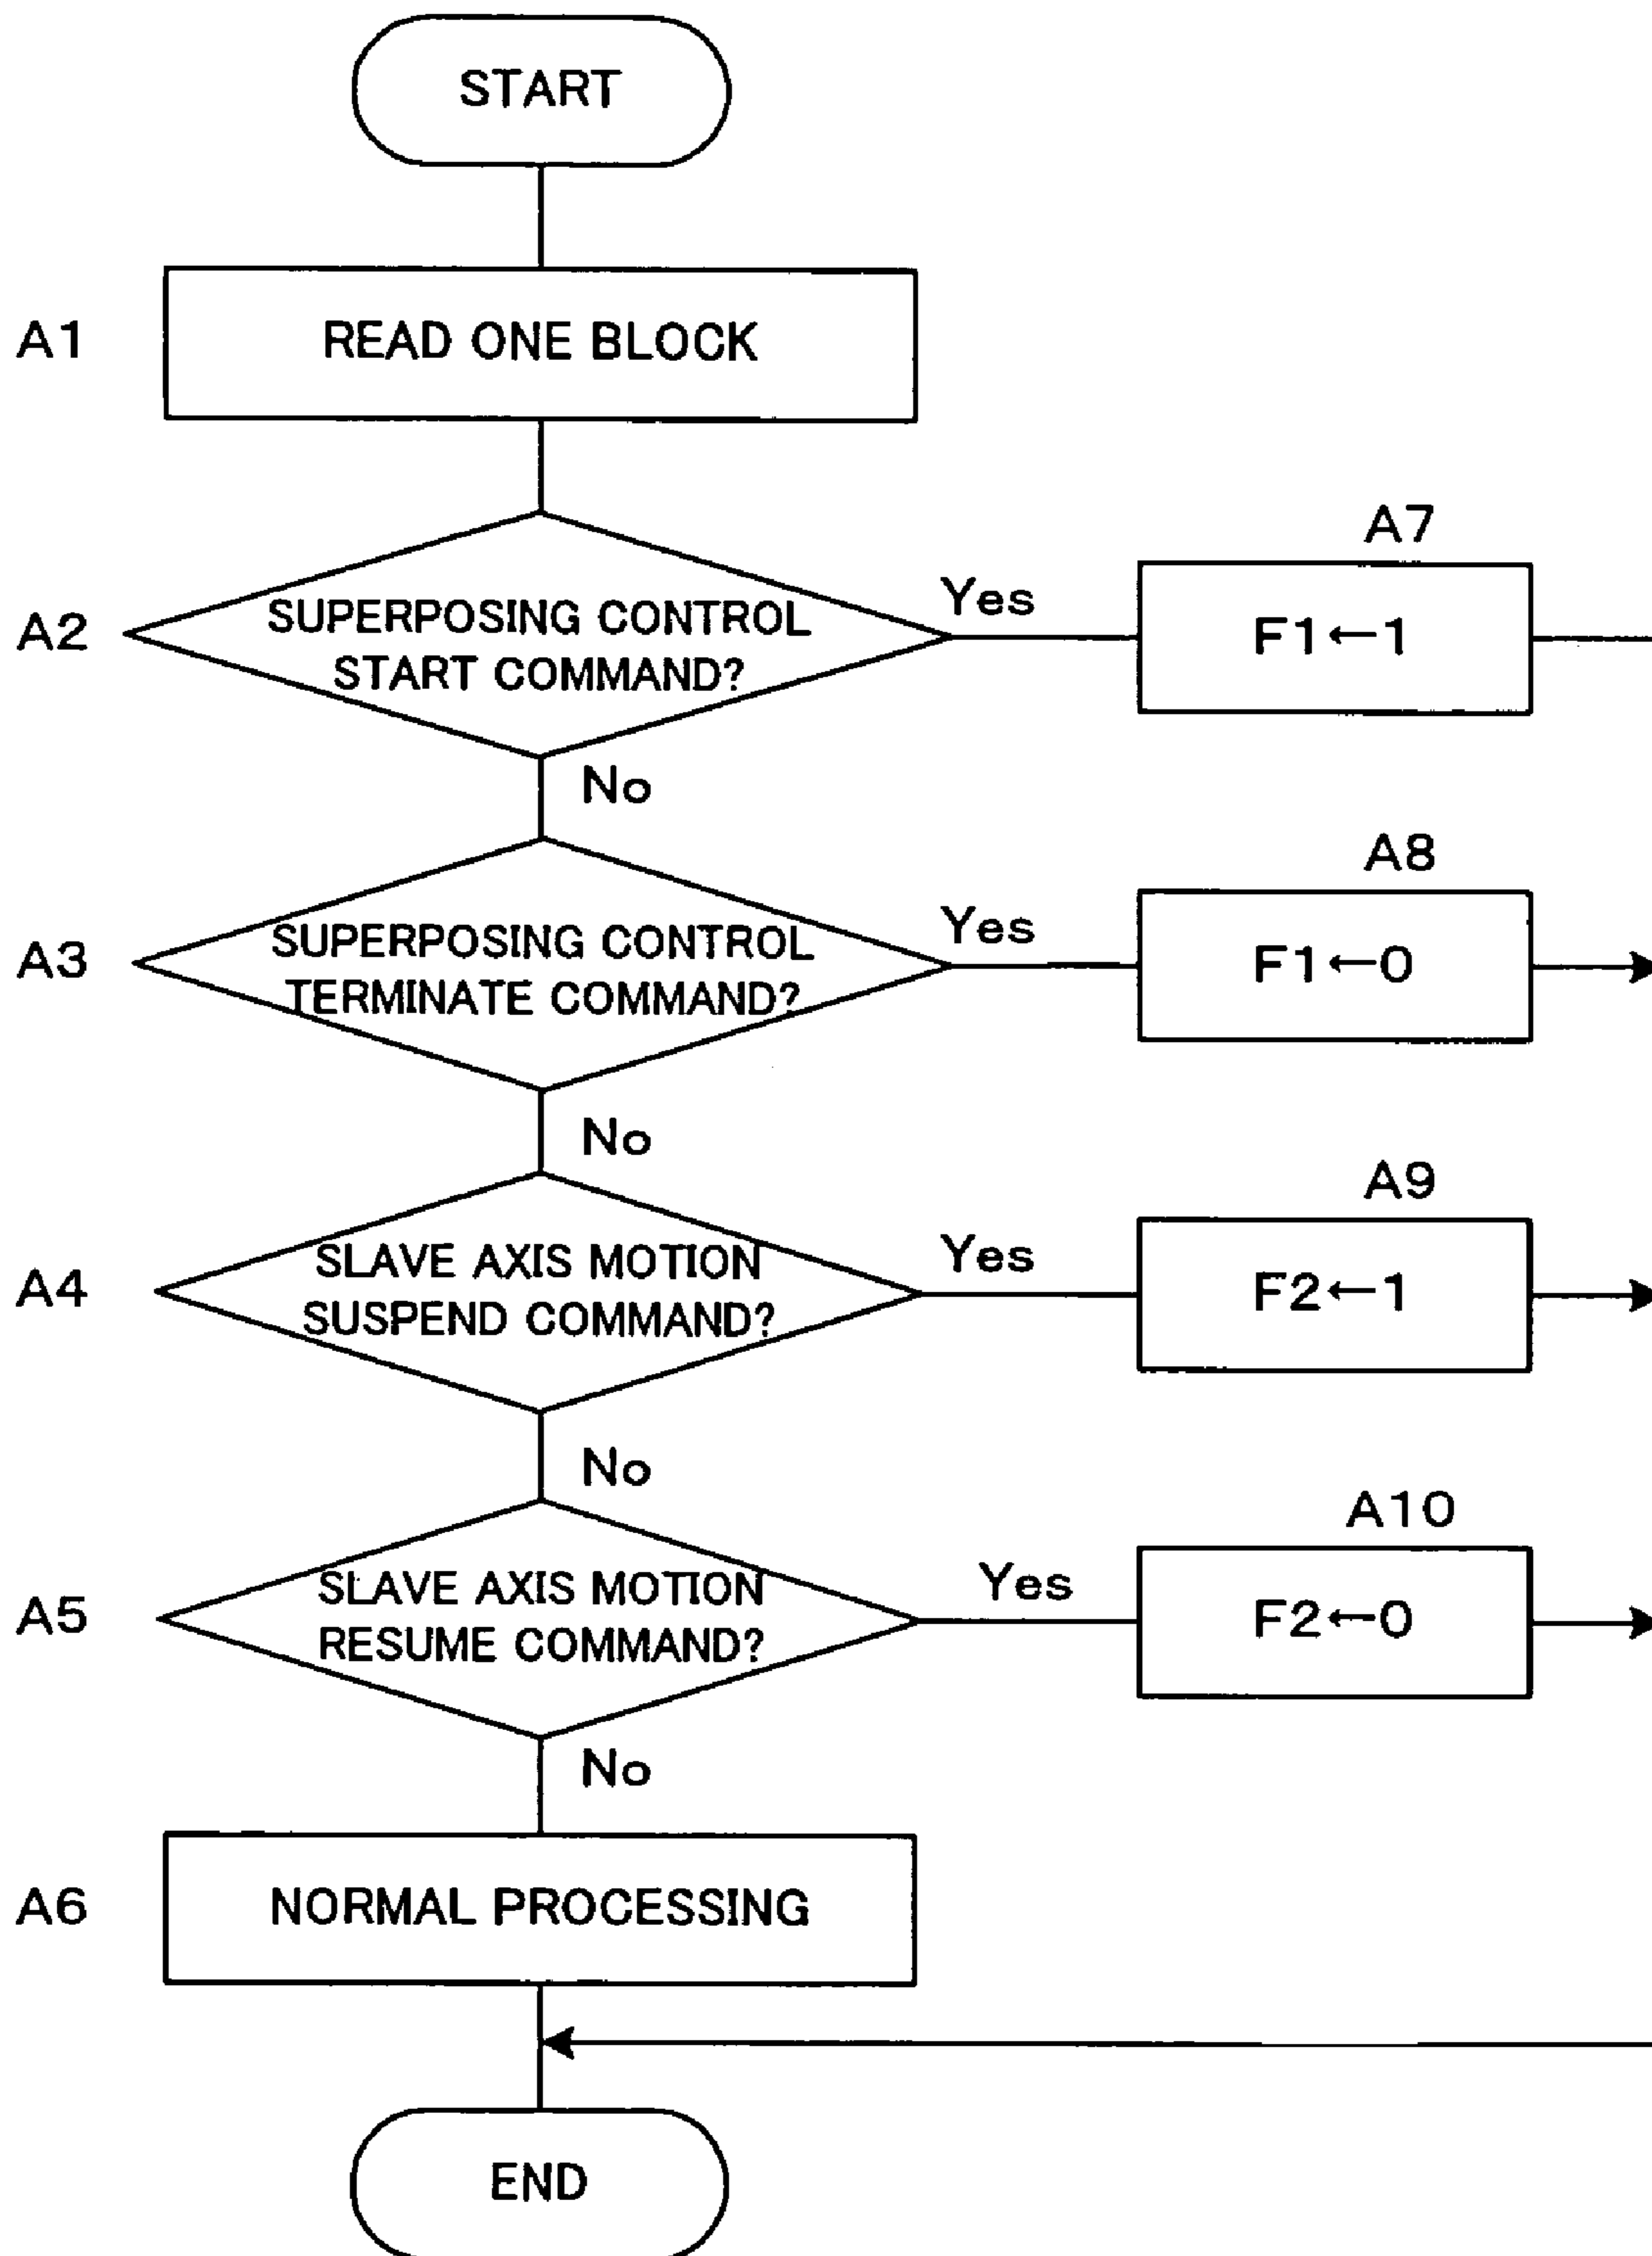 START
A1
READ ONE BLOCK
A7
A2
SUPERPOSING CONTROL
START COMMAND?
Yes
F1←1
No
A8
A3
SUPERPOSING CONTROL
TERMINATE COMMAND?
Yes
F1←0
No
A9
A4
SLAVE AXIS MOTION
SUSPEND COMMAND?
Yes
F2←1
No
A10
A5
SLAVE AXIS MOTION
RESUME COMMAND?
Yes
F2←0
No
A6
NORMAL PROCESSING
END